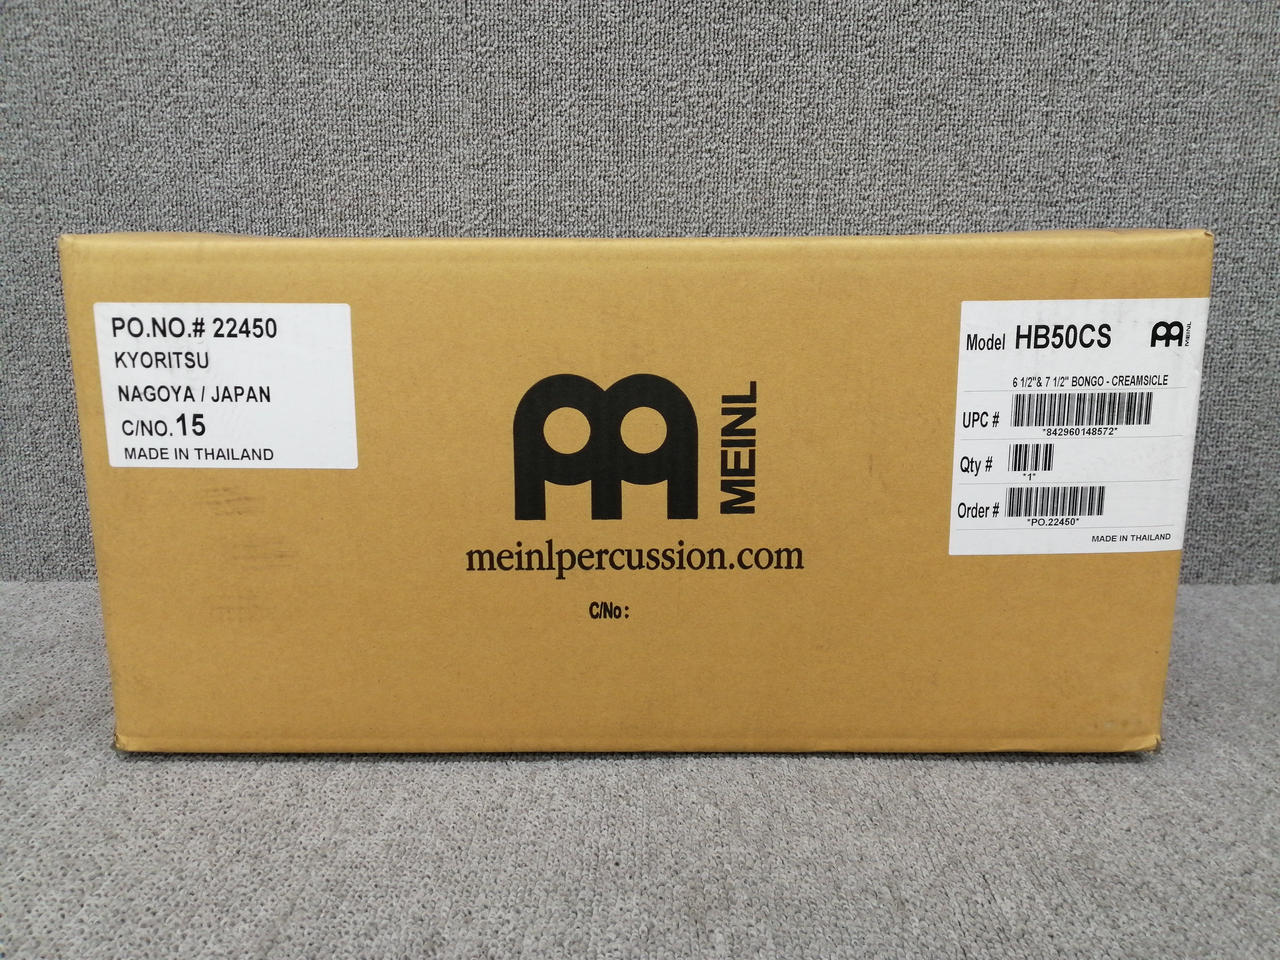 PO.NO.# 22450
KYORITSU
NAGOYA / JAPAN
C/NO. 15
MADE IN THAILAND
MEINL
meinlpercussion.com
C/No :
Model HB50CS
MEINL
6 1/2"& 7 1/2" BONGO - CREAMSICLE
UPC #
*842960148572*
Qty #
*1*
Order #
*PO.22450*
MADE IN THAILAND